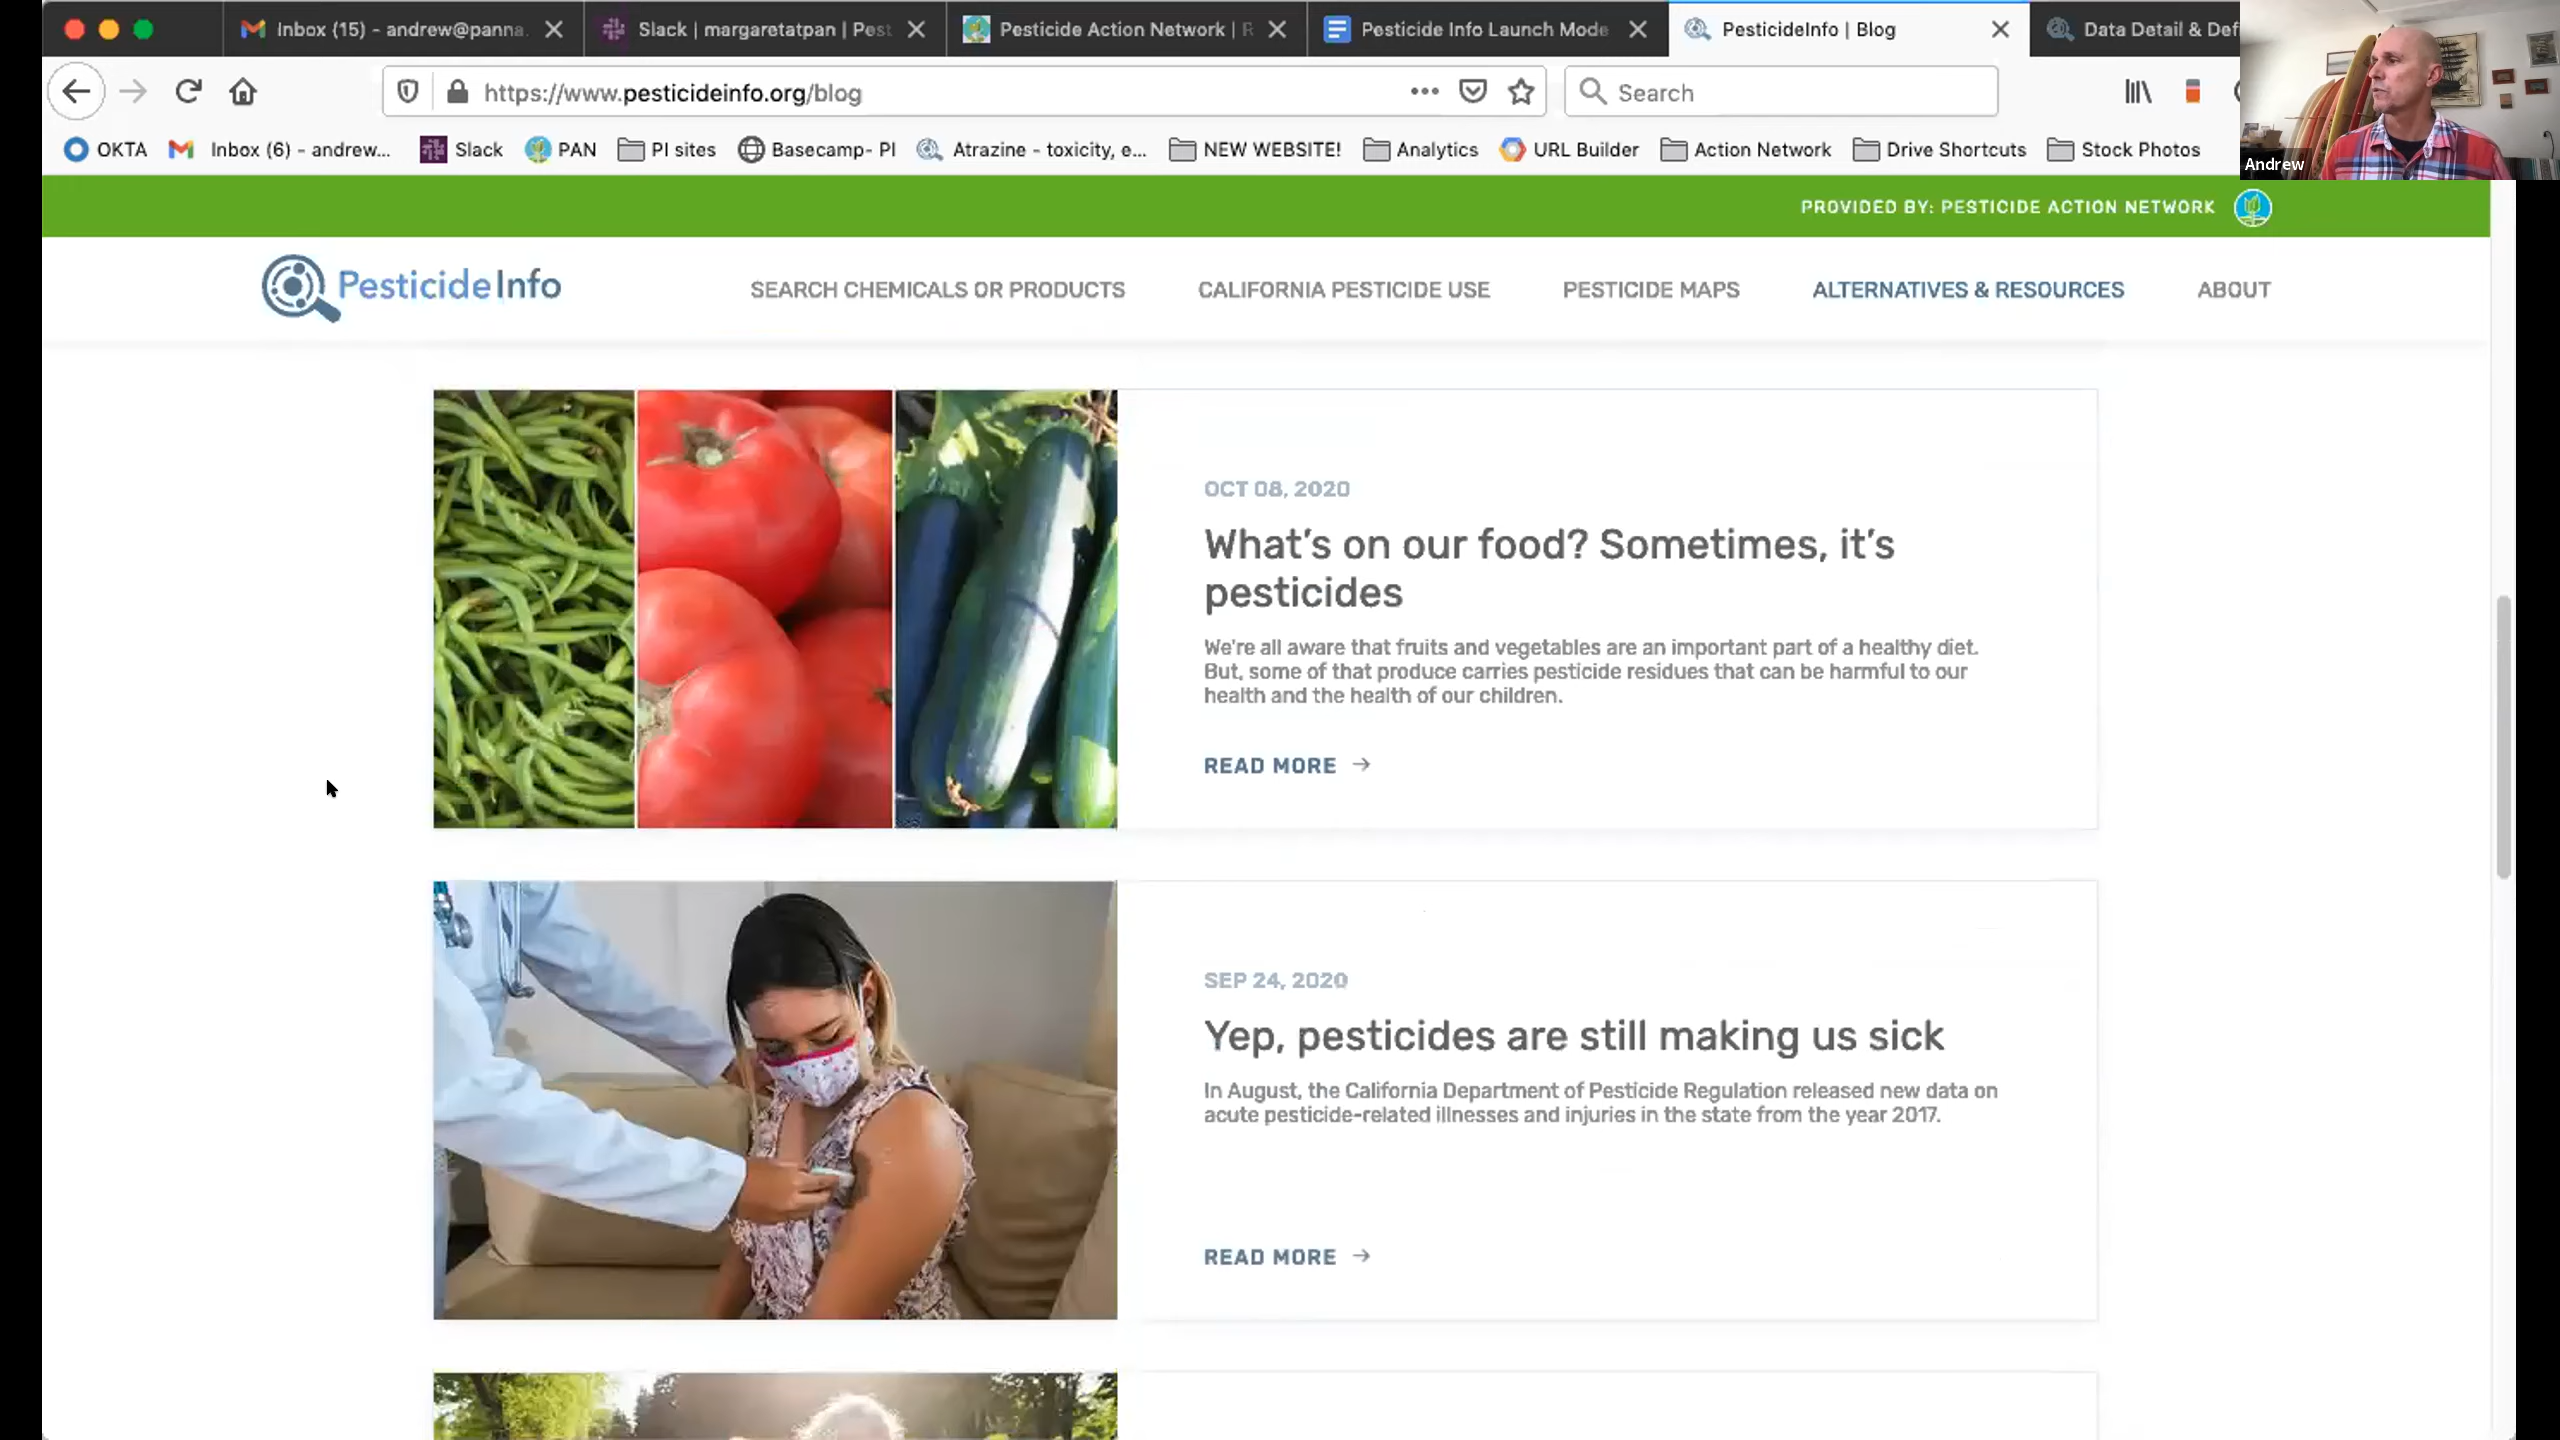 Inbox (15) - andrew@panna.
Slack | margaretatpan | Pest
Pesticide Action Network | R
Pesticide Info Launch Mode
PesticideInfo | Blog
Data Detail & Def
https://www.pesticideinfo.org/blog
Search
OKTA
Inbox (6) - andrew...
Slack
PAN
PI sites
Basecamp- PI
Atrazine - toxicity, e...
NEW WEBSITE!
Analytics
URL Builder
Action Network
Drive Shortcuts
Stock Photos
Andrew
PROVIDED BY: PESTICIDE ACTION NETWORK
PesticideInfo
SEARCH CHEMICALS OR PRODUCTS
CALIFORNIA PESTICIDE USE
PESTICIDE MAPS
ALTERNATIVES & RESOURCES
ABOUT
OCT 08, 2020
What's on our food? Sometimes, it's
pesticides
We're all aware that fruits and vegetables are an important part of a healthy diet.
But, some of that produce carries pesticide residues that can be harmful to our
health and the health of our children.
READ MORE
SEP 24, 2020
Yep, pesticides are still making us sick
In August, the California Department of Pesticide Regulation released new data on
acute pesticide-related illnesses and injuries in the state from the year 2017.
READ MORE